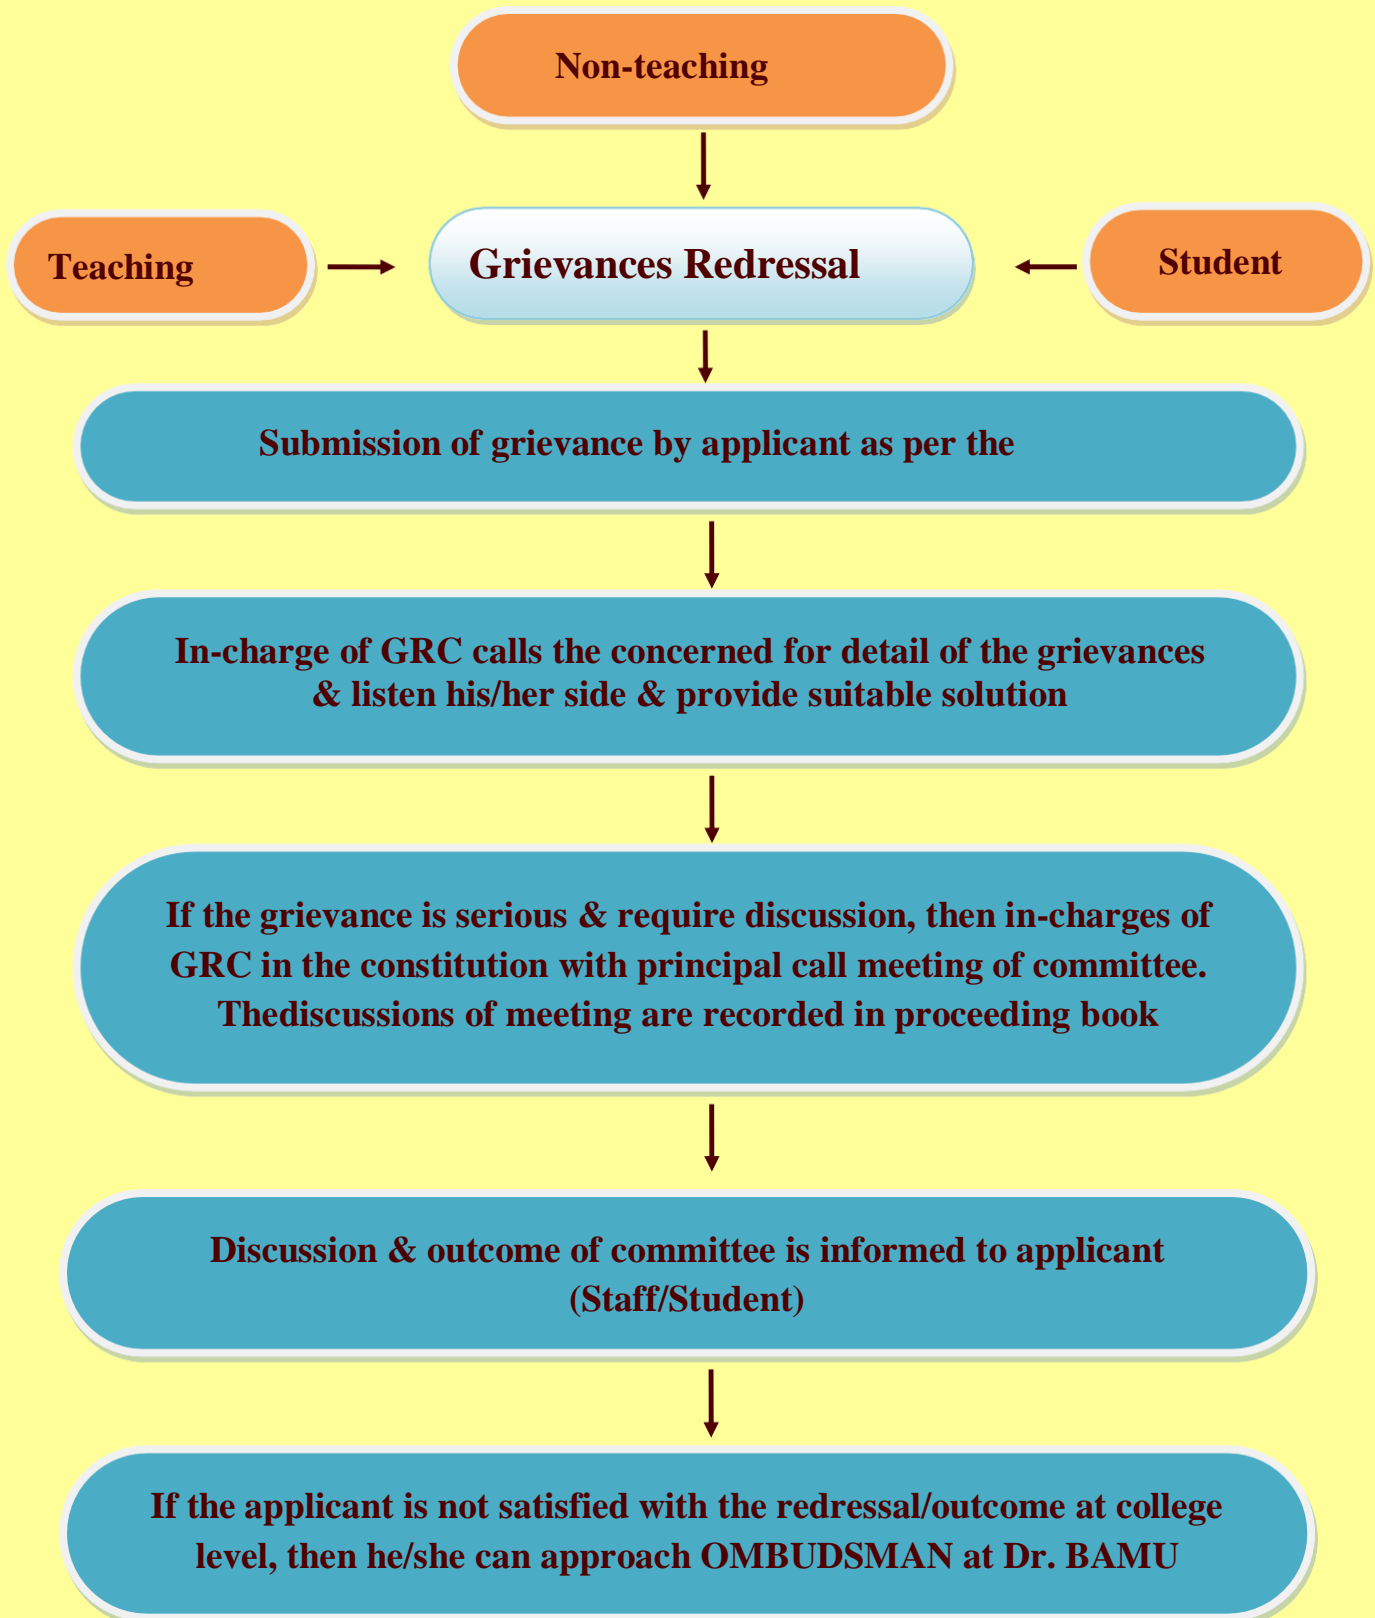 Non-teaching
Teaching
Grievances Redressal
Student
Submission of grievance by applicant as per the
In-charge of GRC calls the concerned for detail of the grievances
& listen his/her side & provide suitable solution
If the grievance is serious & require discussion, then in-charges of
GRC in the constitution with principal call meeting of committee.
Thediscussions of meeting are recorded in proceeding book
Discussion & outcome of committee is informed to applicant
(Staff/Student)
If the applicant is not satisfied with the redressal/outcome at college
level, then he/she can approach OMBUDSMAN at Dr. BAMU